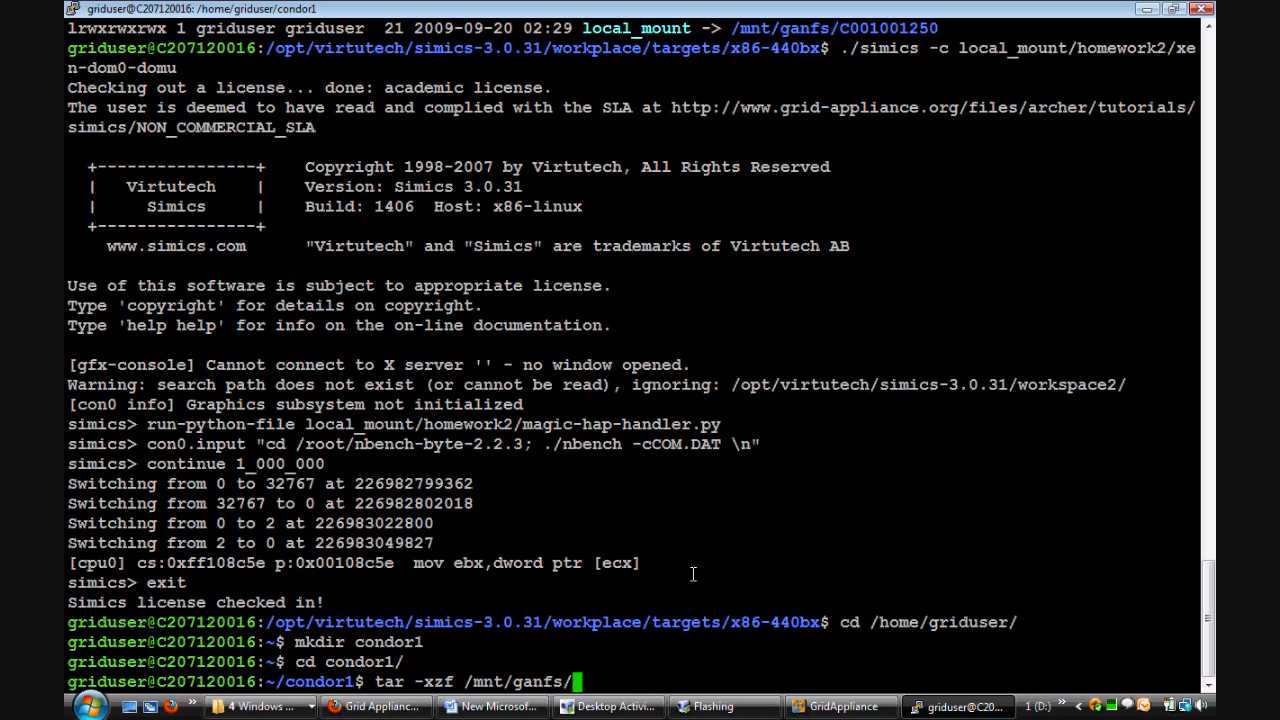 griduser@C207120016: /home/griduser/condor1
lrwxrwxrwx 1 griduser griduser  21 2009-09-20 02:29 local_mount -> /mnt/ganfs/C001001250
griduser@C207120016:/opt/virtutech/simics-3.0.31/workplace/targets/x86-440bx$ ./simics -c local_mount/homework2/xe
n-dom0-domu
Checking out a license... done: academic license.
The user is deemed to have read and complied with the SLA at http://www.grid-appliance.org/files/archer/tutorials/
simics/NON_COMMERCIAL_SLA
+----------------+    Copyright 1998-2007 by Virtutech, All Rights Reserved
|   Virtutech    |    Version: Simics 3.0.31
|     Simics     |    Build: 1406  Host: x86-linux
+----------------+
www.simics.com      "Virtutech" and "Simics" are trademarks of Virtutech AB
Use of this software is subject to appropriate license.
Type 'copyright' for details on copyright.
Type 'help help' for info on the on-line documentation.
[gfx-console] Cannot connect to X server '' - no window opened.
Warning: search path does not exist (or cannot be read), ignoring: /opt/virtutech/simics-3.0.31/workspace2/
[con0 info] Graphics subsystem not initialized
simics> run-python-file local_mount/homework2/magic-hap-handler.py
simics> con0.input "cd /root/nbench-byte-2.2.3; ./nbench -cCOM.DAT \n"
simics> continue 1_000_000
Switching from 0 to 32767 at 226982799362
Switching from 32767 to 0 at 226982802018
Switching from 0 to 2 at 226983022800
Switching from 2 to 0 at 226983049827
[cpu0] cs:0xff108c5e p:0x00108c5e  mov ebx,dword ptr [ecx]
simics> exit
Simics license checked in!
griduser@C207120016:/opt/virtutech/simics-3.0.31/workplace/targets/x86-440bx$ cd /home/griduser/
griduser@C207120016:~$ mkdir condor1
griduser@C207120016:~$ cd condor1/
griduser@C207120016:~/condor1$ tar -xzf /mnt/ganfs/
4 Windows ... Grid Applianc... New Microsof... Desktop Activi... Flashing GridAppliance griduser@C20... 1 (D:)